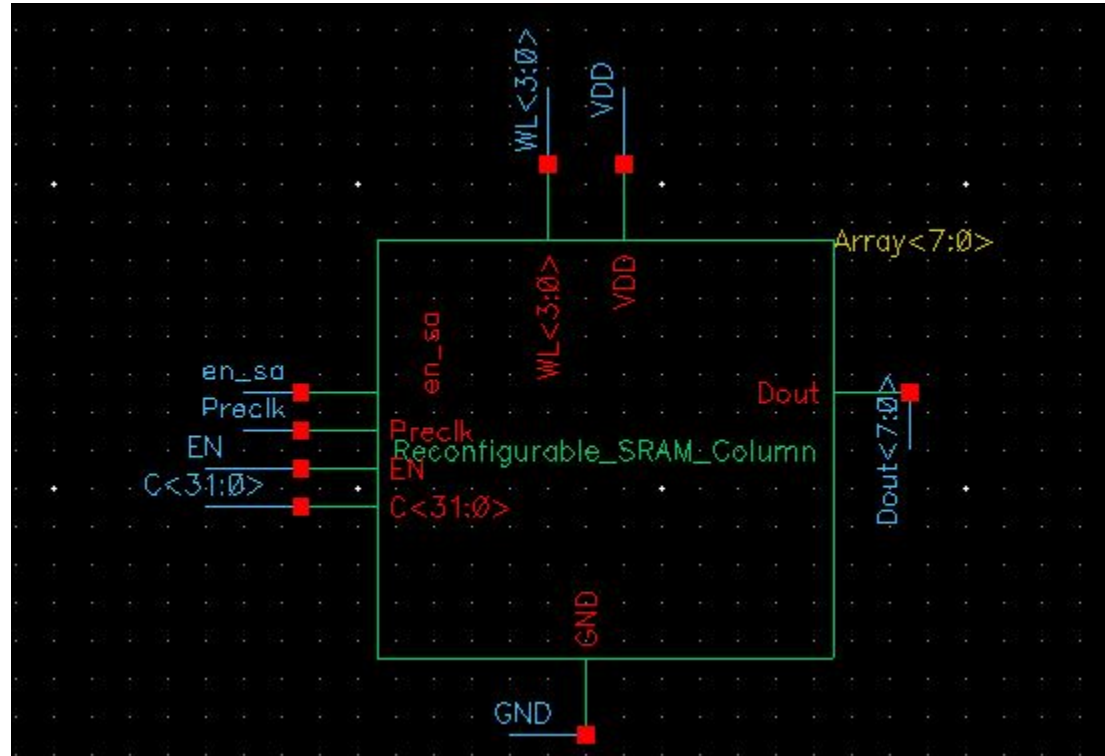 WL<3:0>
VDD
Array<7:0>
WL<3:0>
VDD
en_sa
en_sa
Dout
Dout<7:0>
Preclk
Preclk
EN
Reconfigurable_SRAM_Column
EN
C<31:0>
C<31:0>
GND
GND